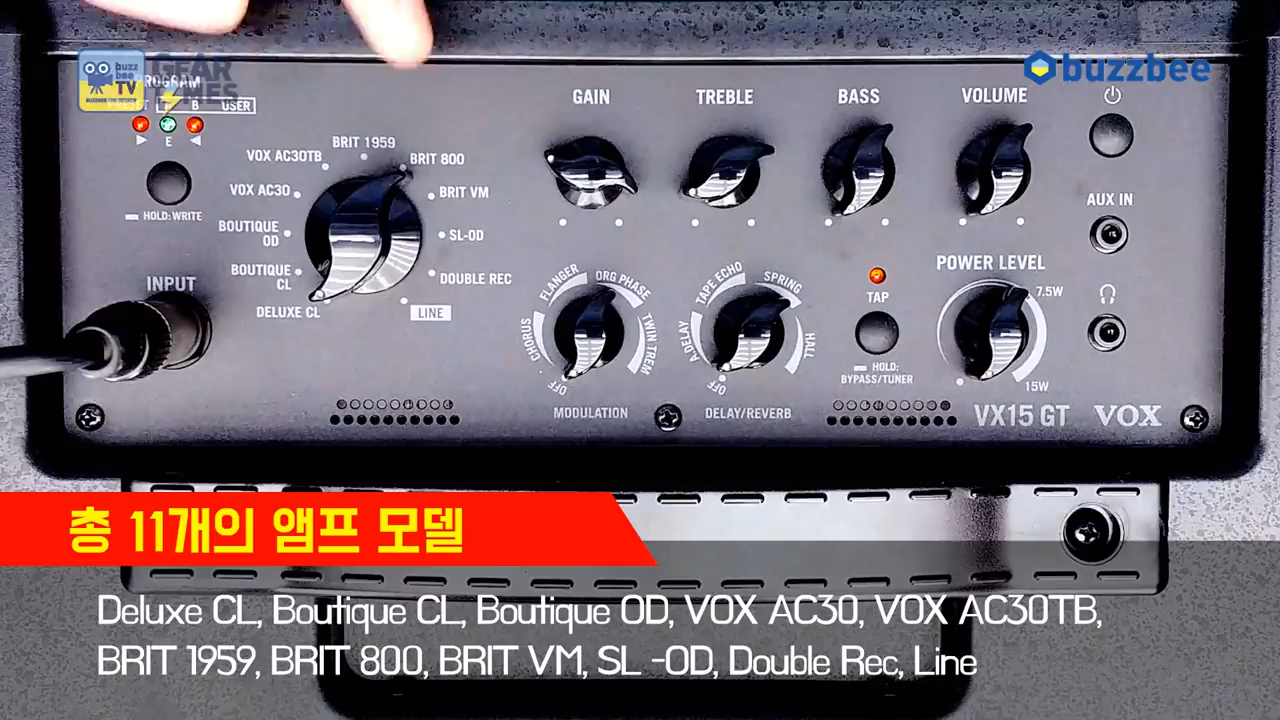 buzz
bee
TV
GEAR
buzzbee
PROGRAM
B
USER
E
HOLD:WRITE
INPUT
BRIT 1959
VOX AC30TB
BRIT 800
VOX AC30
BRIT VM
BOUTIQUE
OD
SL-OD
BOUTIQUE
CL
DOUBLE REC
DELUXE CL
LINE
GAIN
TREBLE
BASS
VOLUME
AUX IN
FLANGER
ORG PHASE
CHORUS
TWIN TREM
OFF
MODULATION
TAPE ECHO
SPRING
A.DELAY
HALL
OFF
DELAY/REVERB
TAP
HOLD:
BYPASS/TUNER
POWER LEVEL
7.5W
15W
VX15 GT VOX
총 11개의 앰프 모델
Deluxe CL, Boutique CL, Boutique OD, VOX AC30, VOX AC30TB,
BRIT 1959, BRIT 800, BRIT VM, SL -OD, Double Rec, Line